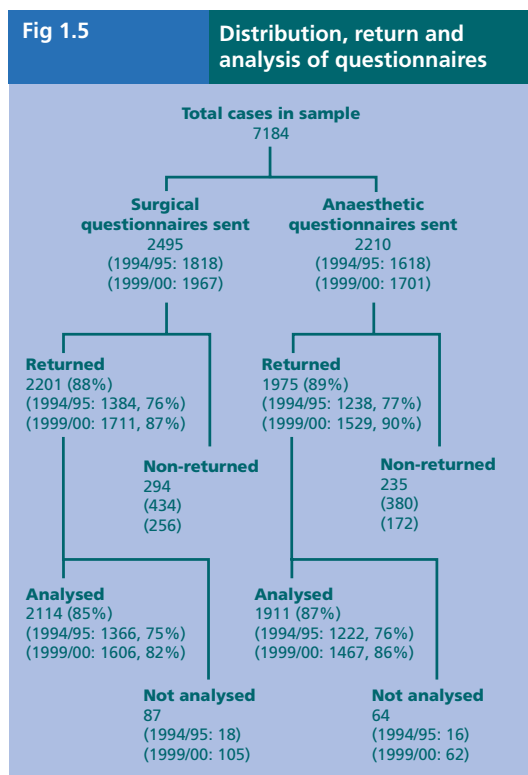 Fig 1.5
Distribution, return and
analysis of questionnaires
Total cases in sample
7184
Surgical
questionnaires sent
2495
(1994/95: 1818)
(1999/00: 1967)
Anaesthetic
questionnaires sent
2210
(1994/95: 1618)
(1999/00: 1701)
Returned
2201 (88%)
(1994/95: 1384, 76%)
(1999/00: 1711, 87%)
Returned
1975 (89%)
(1994/95: 1238, 77%)
(1999/00: 1529, 90%)
Non-returned
294
(434)
(256)
Non-returned
235
(380)
(172)
Analysed
2114 (85%)
(1994/95: 1366, 75%)
(1999/00: 1606, 82%)
Analysed
1911 (87%)
(1994/95: 1222, 76%)
(1999/00: 1467, 86%)
Not analysed
87
(1994/95: 18)
(1999/00: 105)
Not analysed
64
(1994/95: 16)
(1999/00: 62)